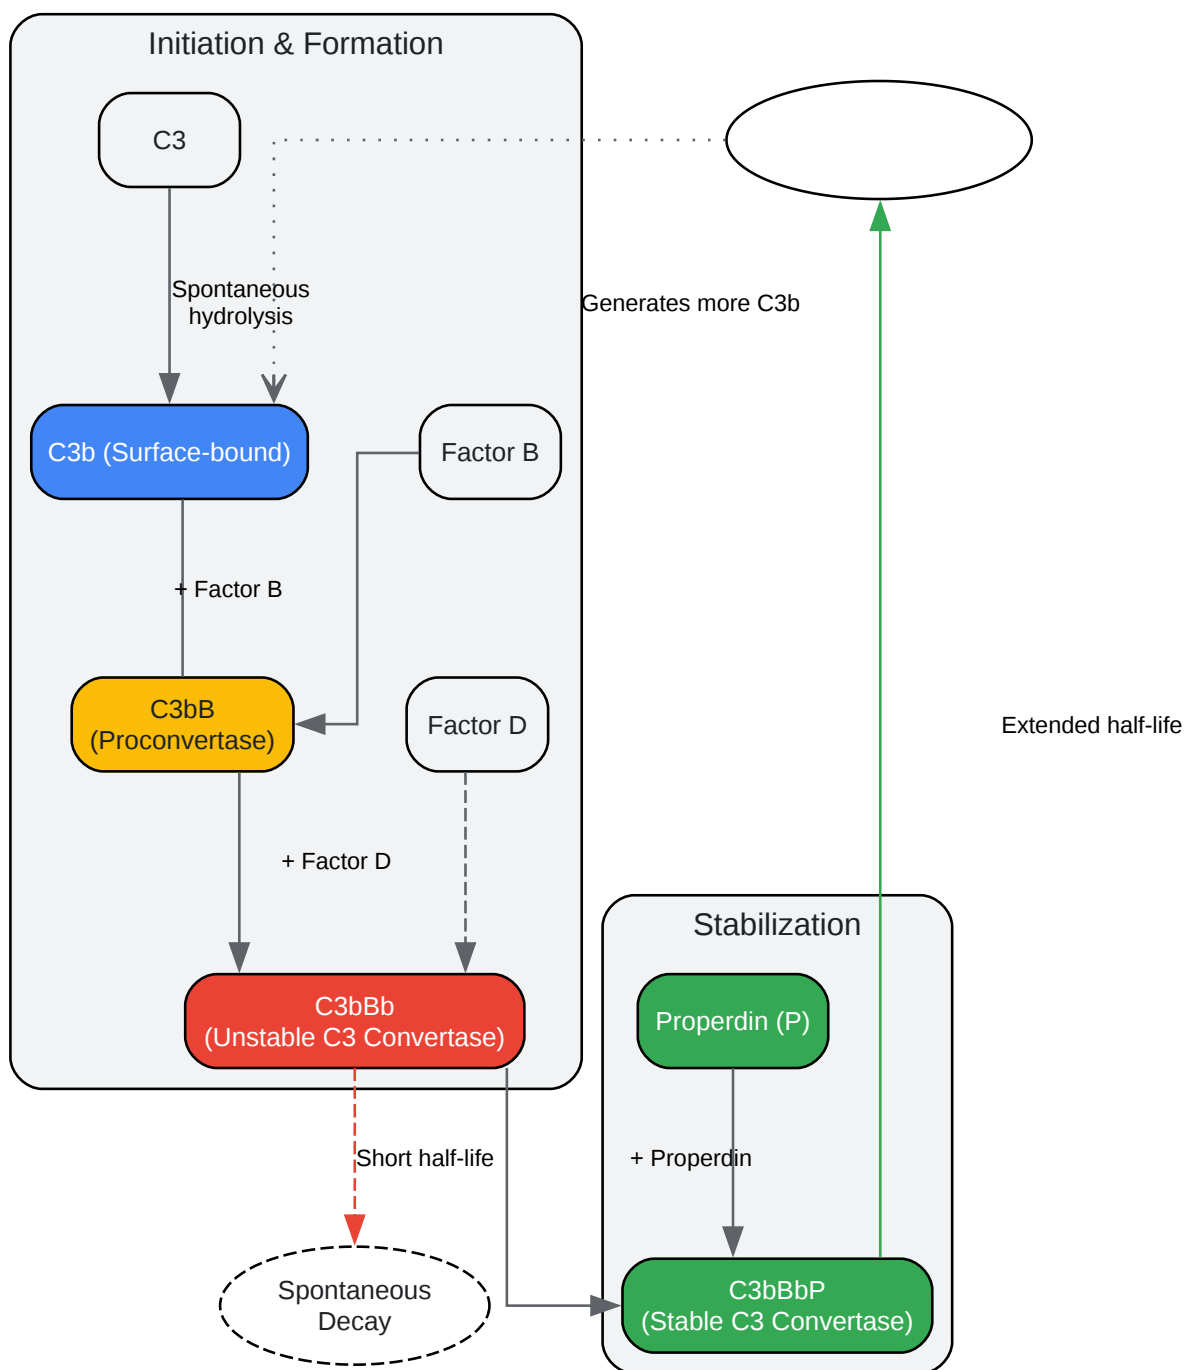 Initiation & Formation
C3
Spontaneous
hydrolysis
Generates more C3b
C3b (Surface-bound)
Factor B
+ Factor B
C3bB
(Proconvertase)
Factor D
Extended half-life
+ Factor D
Stabilization
C3bBb
(Unstable C3 Convertase)
Properdin (P)
Short half-life
+ Properdin
Spontaneous
Decay
C3bBbP
(Stable C3 Convertase)